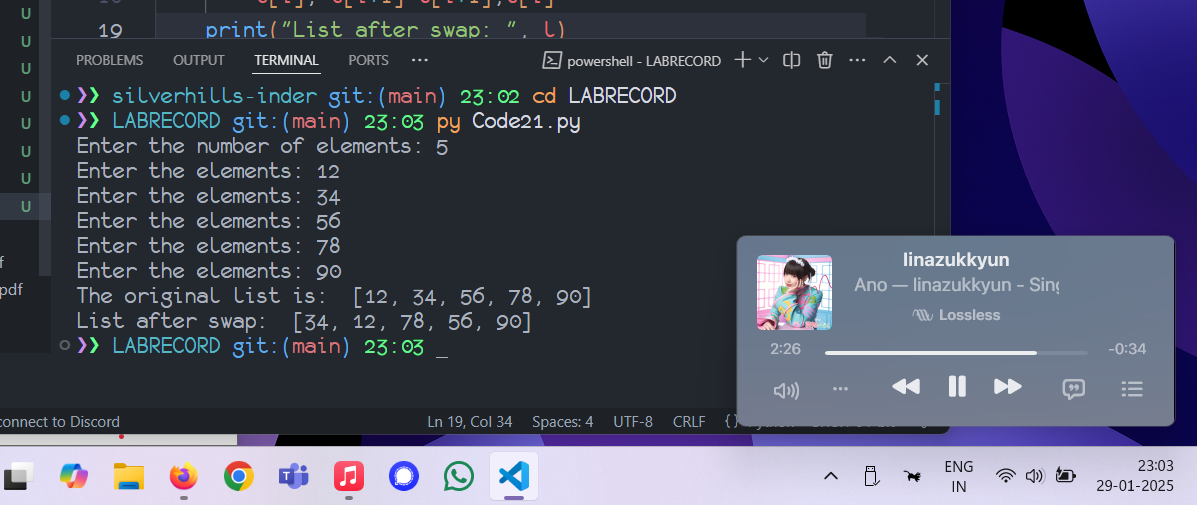 19 print("List after swap: ", l)
PROBLEMS OUTPUT TERMINAL PORTS ··· powershell - LABRECORD
❯❯ silverhills-inder git:(main) 23:02 cd LABRECORD
❯❯ LABRECORD git:(main) 23:03 py Code21.py
Enter the number of elements: 5
Enter the elements: 12
Enter the elements: 34
Enter the elements: 56
Enter the elements: 78
Enter the elements: 90
The original list is:  [12, 34, 56, 78, 90]
List after swap:  [34, 12, 78, 56, 90]
❯❯ LABRECORD git:(main) 23:03 _
U
U
U
U
U
U
U
U
pdf
Iinazukkyun
Ano — Iinazukkyun - Sing
Lossless
2:26 -0:34
connect to Discord Ln 19, Col 34 Spaces: 4 UTF-8 CRLF {}
ENG
IN
23:03
29-01-2025